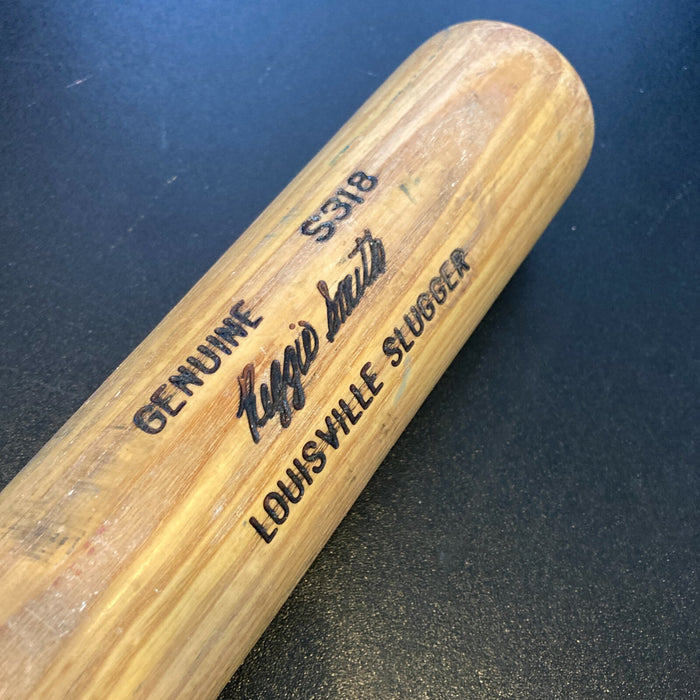 GENUINE S318
Reggie Smith
LOUISVILLE SLUGGER